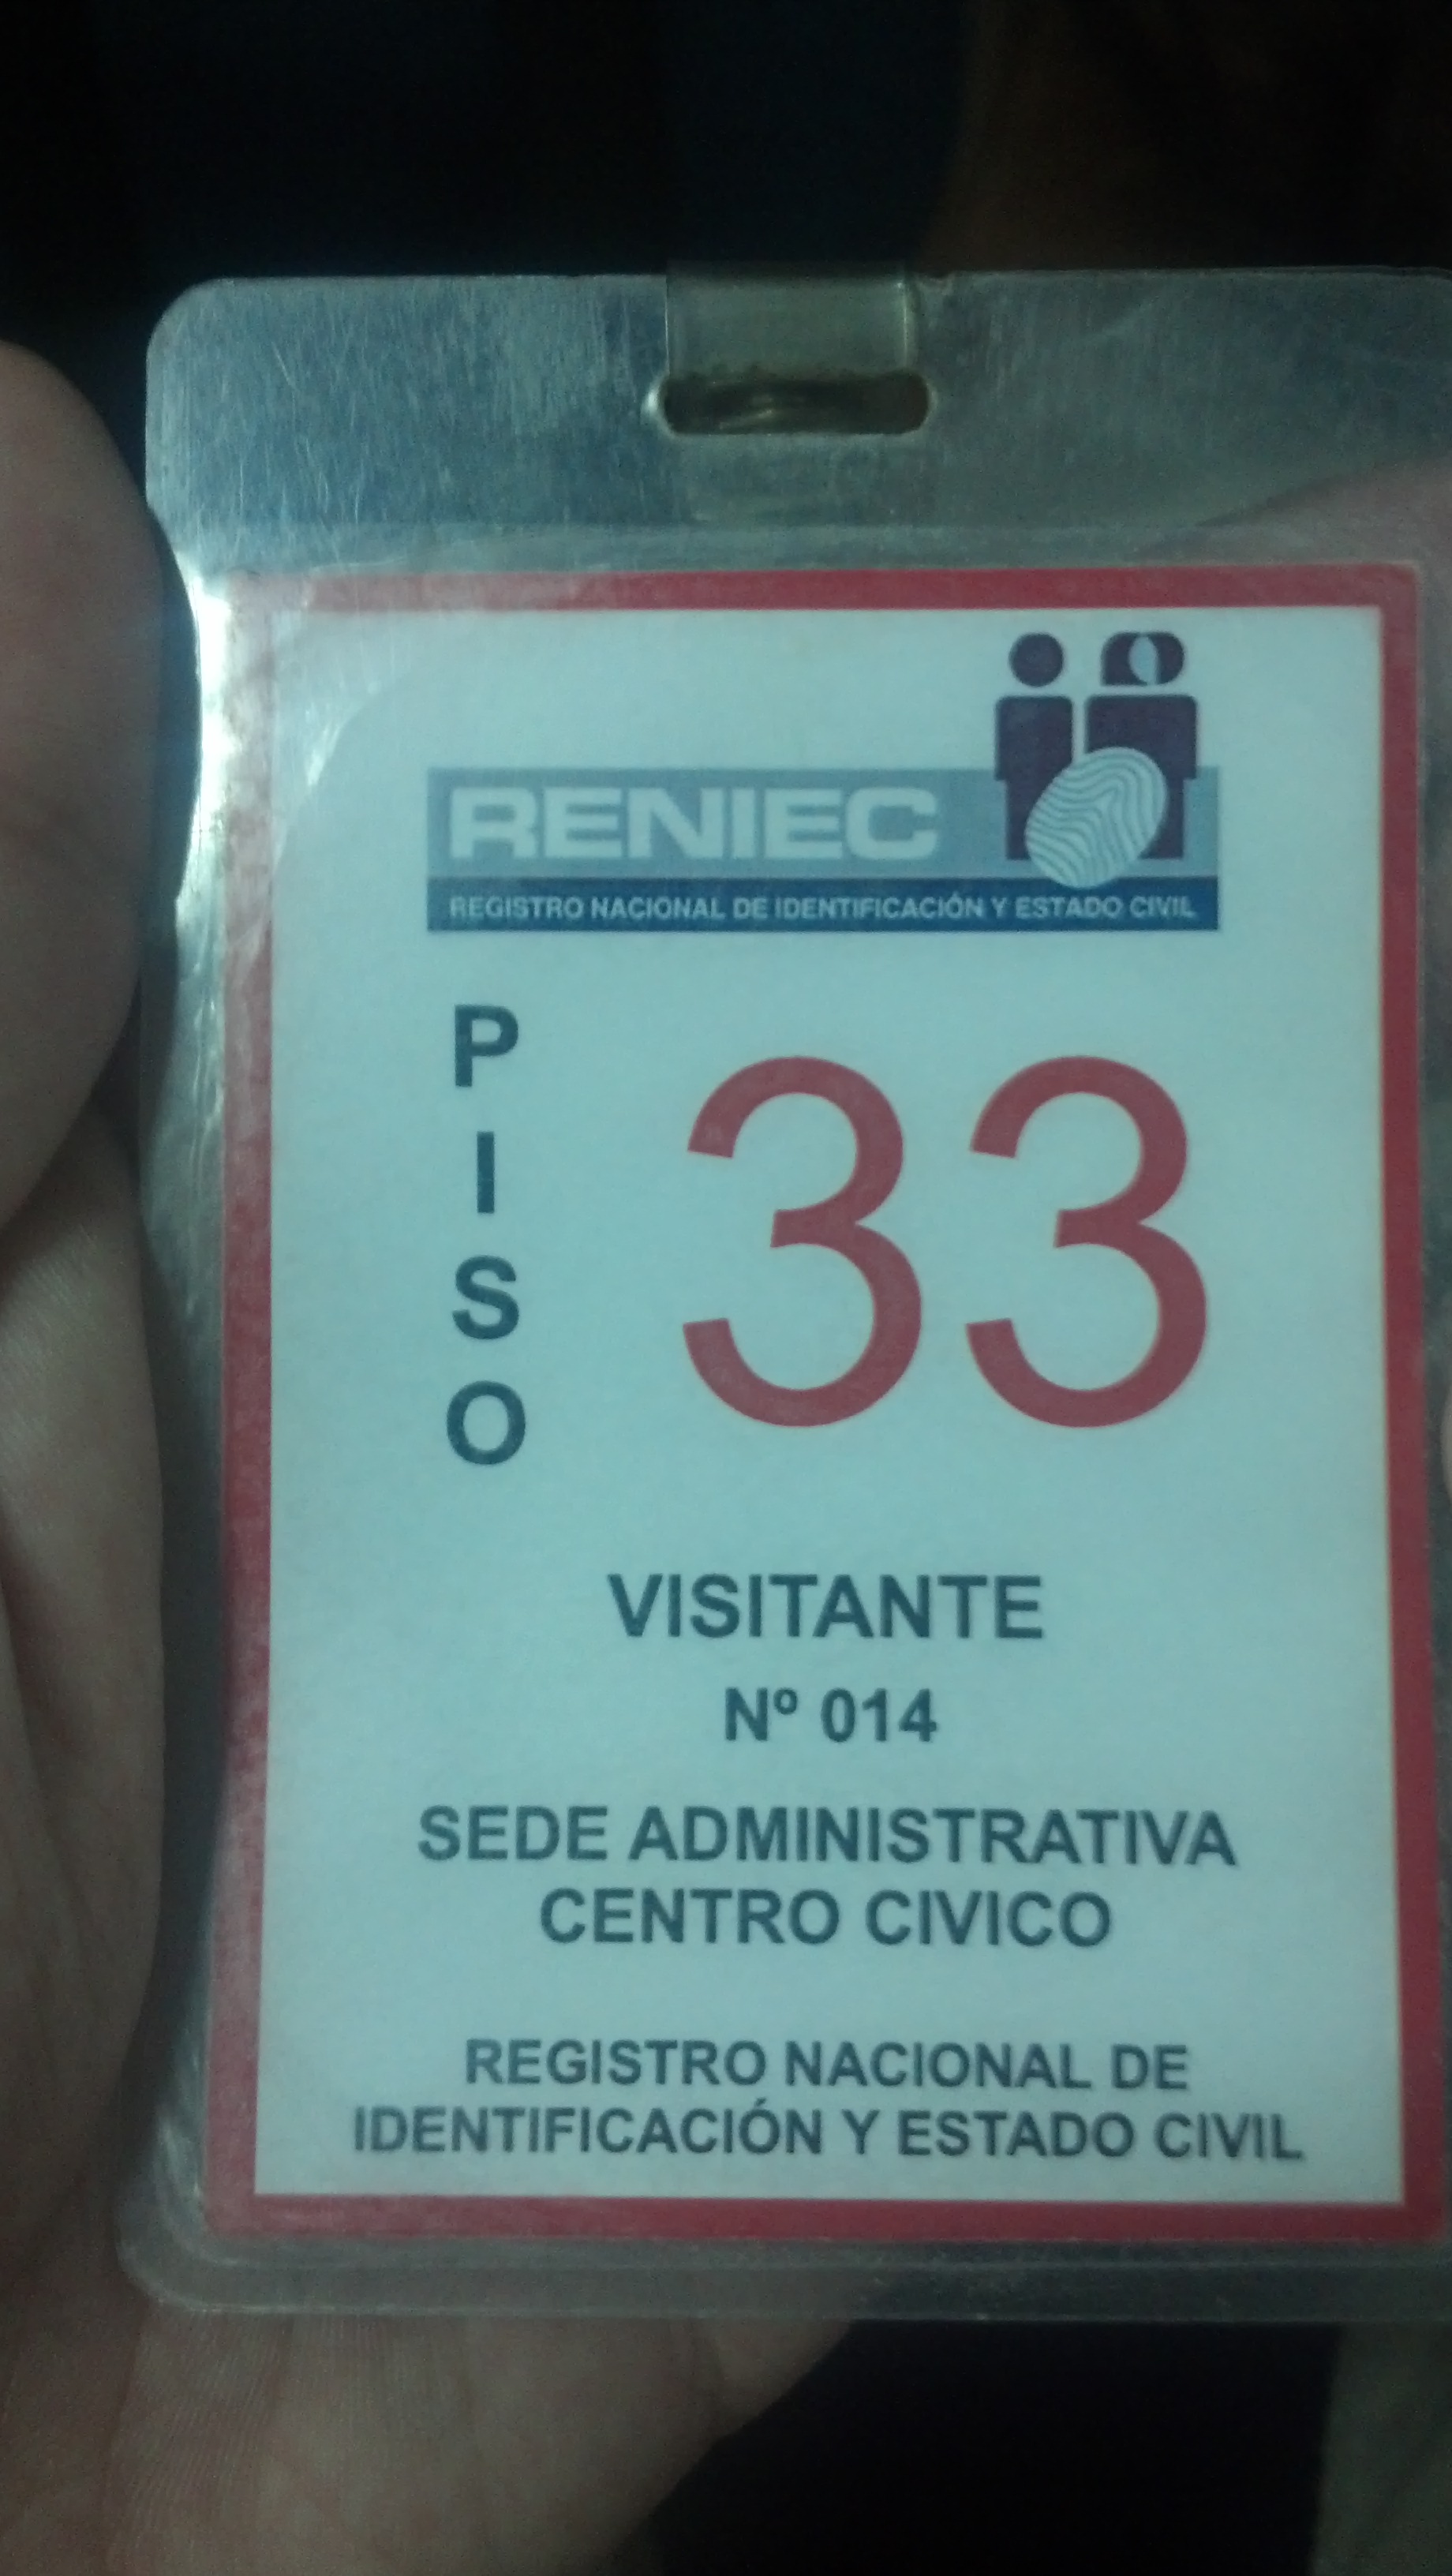 RENIEC
REGISTRO NACIONAL DE IDENTIFICACIÓN Y ESTADO CIVIL
PISO
33
VISITANTE
Nº 014
SEDE ADMINISTRATIVA
CENTRO CIVICO
REGISTRO NACIONAL DE
IDENTIFICACIÓN Y ESTADO CIVIL